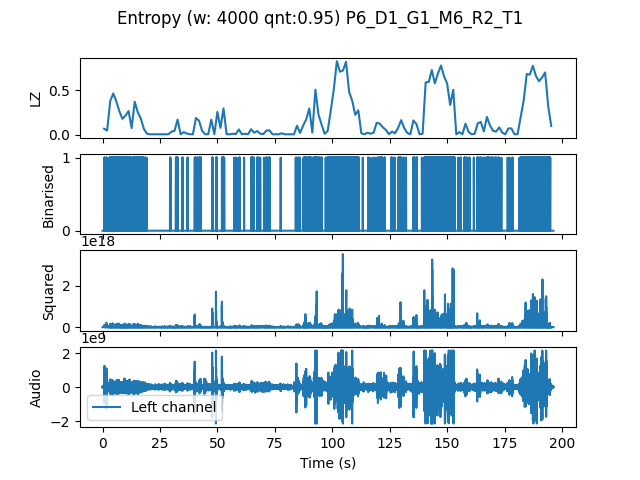 Entropy (w: 4000 qnt:0.95) P6_D1_G1_M6_R2_T1
LZ
0.5
0.0
Binarised
1
0
1e18
Squared
2
0
1e9
Audio
2
0
−2
Left channel
0 25 50 75 100 125 150 175 200
Time (s)